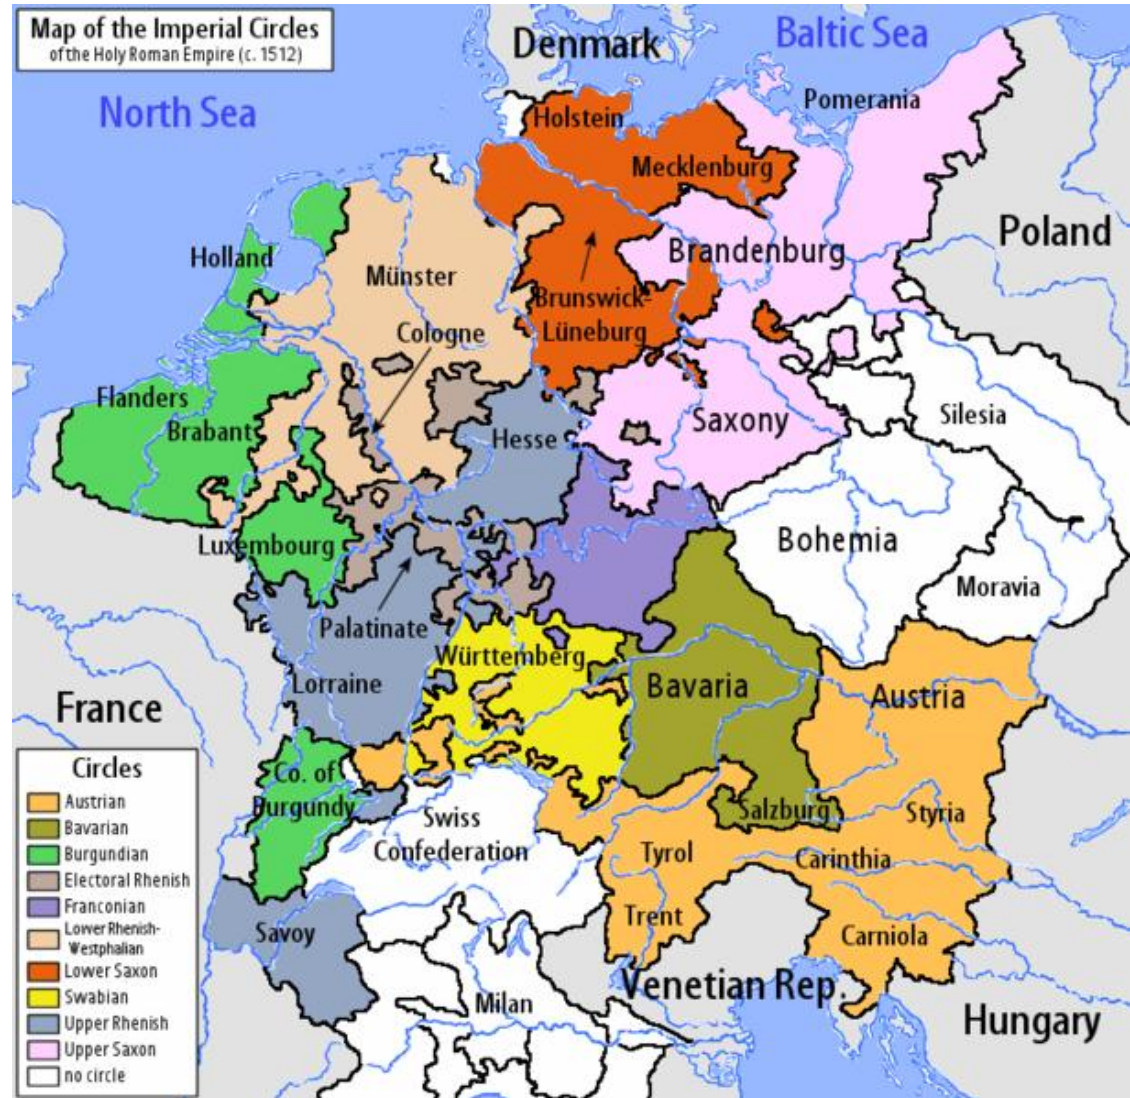 Map of the Imperial Circles
of the Holy Roman Empire (c. 1512)
Denmark
Baltic Sea
North Sea
Pomerania
Holstein
Mecklenburg
Poland
Holland
Brandenburg
Münster
Brunswick-
Lüneburg
Cologne
Flanders
Brabant
Silesia
Saxony
Hesse
Luxembourg
Bohemia
Moravia
Palatinate
Württemberg
Lorraine
Bavaria
Austria
France
Circles
Austrian
Bavarian
Burgundian
Electoral Rhenish
Franconian
Lower Rhenish-
Westphalian
Lower Saxon
Swabian
Upper Rhenish
Upper Saxon
no circle
Co. of
Burgundy
Swiss
Confederation
Salzburg
Styria
Tyrol
Carinthia
Trent
Savoy
Carniola
Venetian Rep.
Milan
Hungary